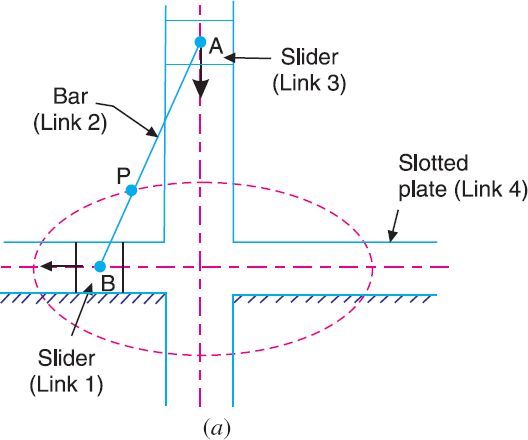 A
Slider
(Link 3)
Bar
(Link 2)
P
Slotted
plate (Link 4)
B
Slider
(Link 1)
(a)